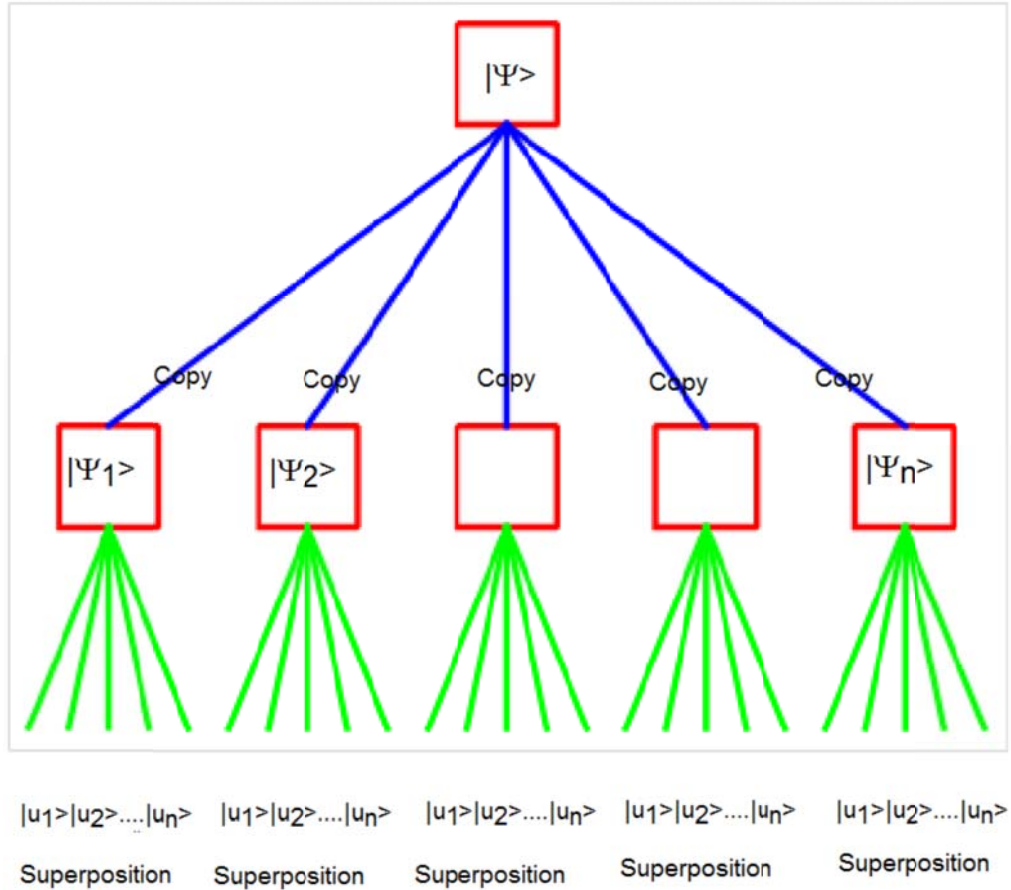 |Ψ>
Copy Copy Copy Copy Copy
|Ψ1> |Ψ2> |Ψn>
|u1>|u2>....|un> |u1>|u2>....|un> |u1>|u2>....|un> |u1>|u2>....|un> |u1>|u2>....|un>
Superposition Superposition Superposition Superposition Superposition